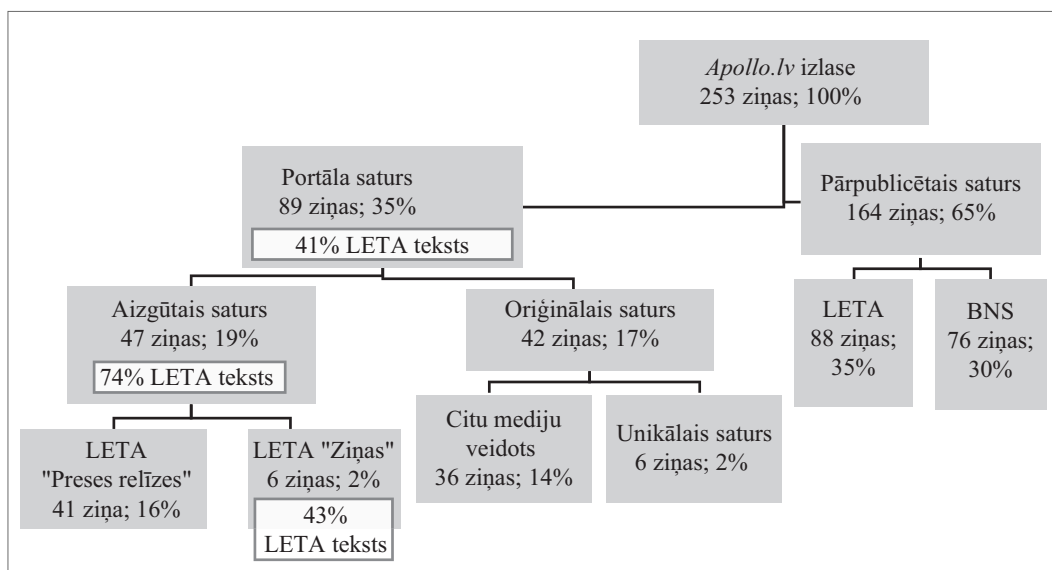 Apollo.lv izlase
253 ziņas; 100%
Portāla saturs
89 ziņas; 35%
41% LETA teksts
Pārpublicētais saturs
164 ziņas; 65%
Aizgūtais saturs
47 ziņas; 19%
74% LETA teksts
Oriģinālais saturs
42 ziņas; 17%
LETA
88 ziņas;
35%
BNS
76 ziņas;
30%
LETA
"Preses relīzes"
41 ziņa; 16%
LETA "Ziņas"
6 ziņas; 2%
43%
LETA teksts
Citu mediju
veidots
36 ziņas; 14%
Unikālais saturs
6 ziņas; 2%